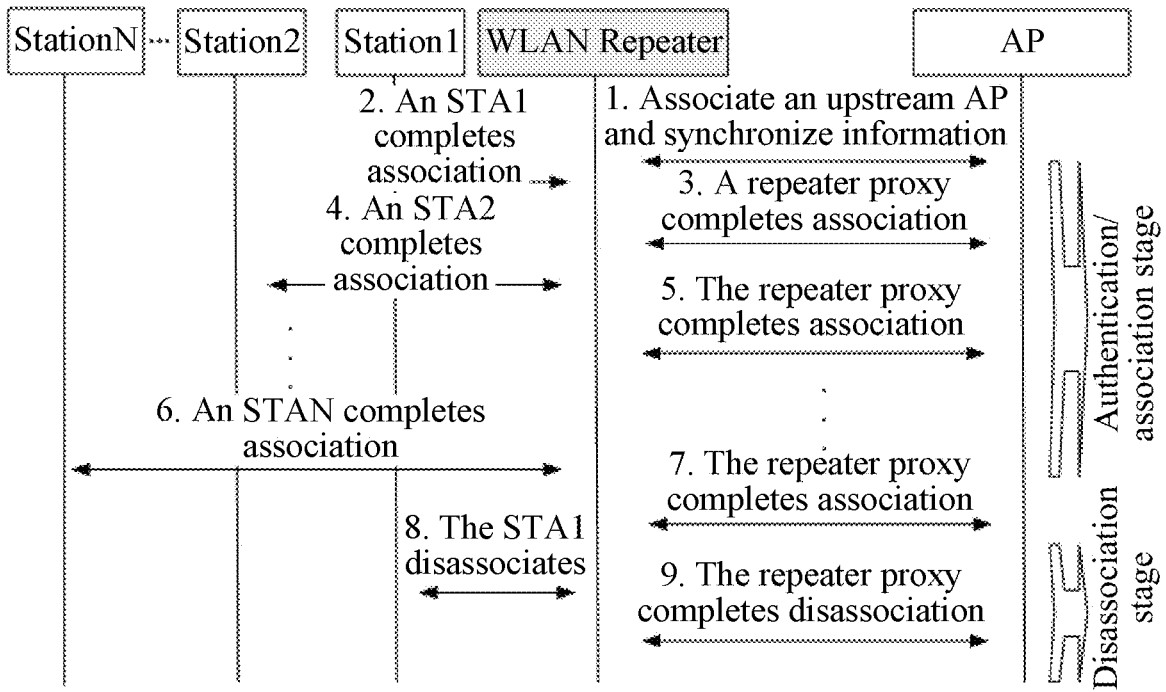 StationN ... Station2
Station1
WLAN Repeater
AP
2. An STA1
completes
association
1. Associate an upstream AP
and synchronize information
3. A repeater proxy
completes association
4. An STA2
completes
association
5. The repeater proxy
completes association
6. An STAN completes
association
7. The repeater proxy
completes association
8. The STA1
disassociates
9. The repeater proxy
completes disassociation
Authentication/
association stage
Disassociation
stage